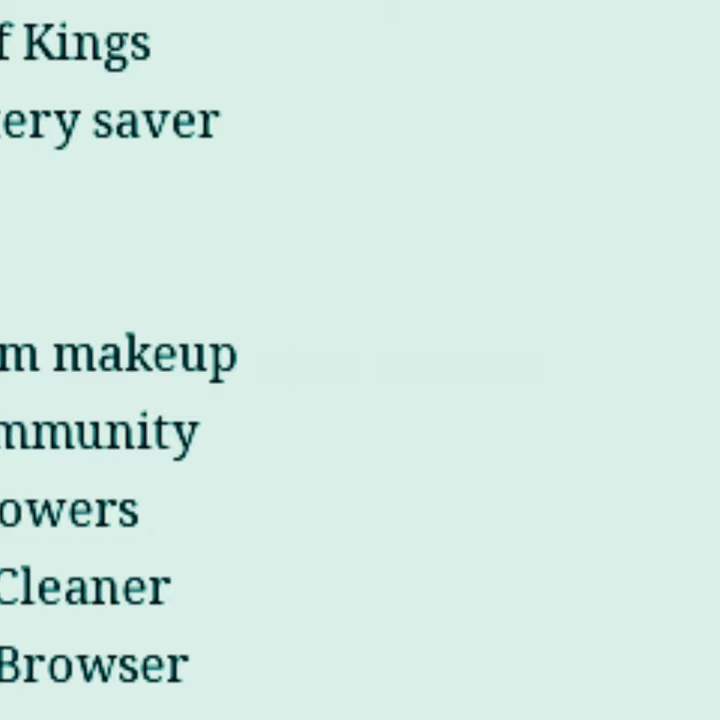 f Kings
ery saver
m makeup
mmunity
owers
Cleaner
Browser